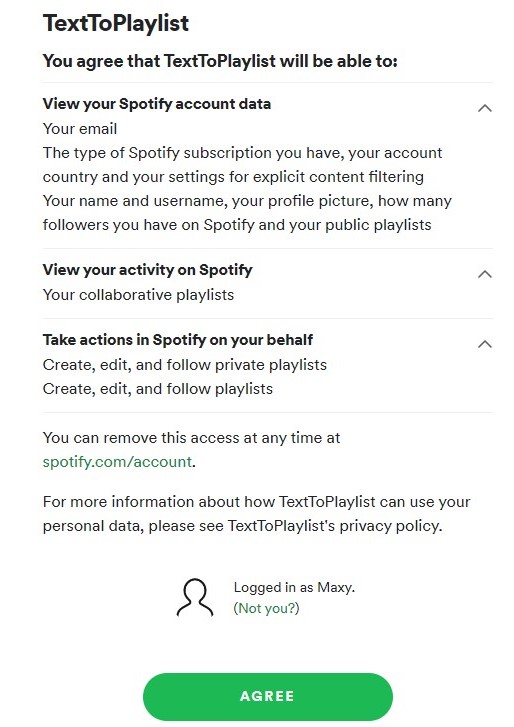 TextToPlaylist
You agree that TextToPlaylist will be able to:
View your Spotify account data
Your email
The type of Spotify subscription you have, your account
country and your settings for explicit content filtering
Your name and username, your profile picture, how many
followers you have on Spotify and your public playlists
View your activity on Spotify
Your collaborative playlists
Take actions in Spotify on your behalf
Create, edit, and follow private playlists
Create, edit, and follow playlists
You can remove this access at any time at
spotify.com/account.
For more information about how TextToPlaylist can use your
personal data, please see TextToPlaylist's privacy policy.
Logged in as Maxy.
(Not you?)
AGREE